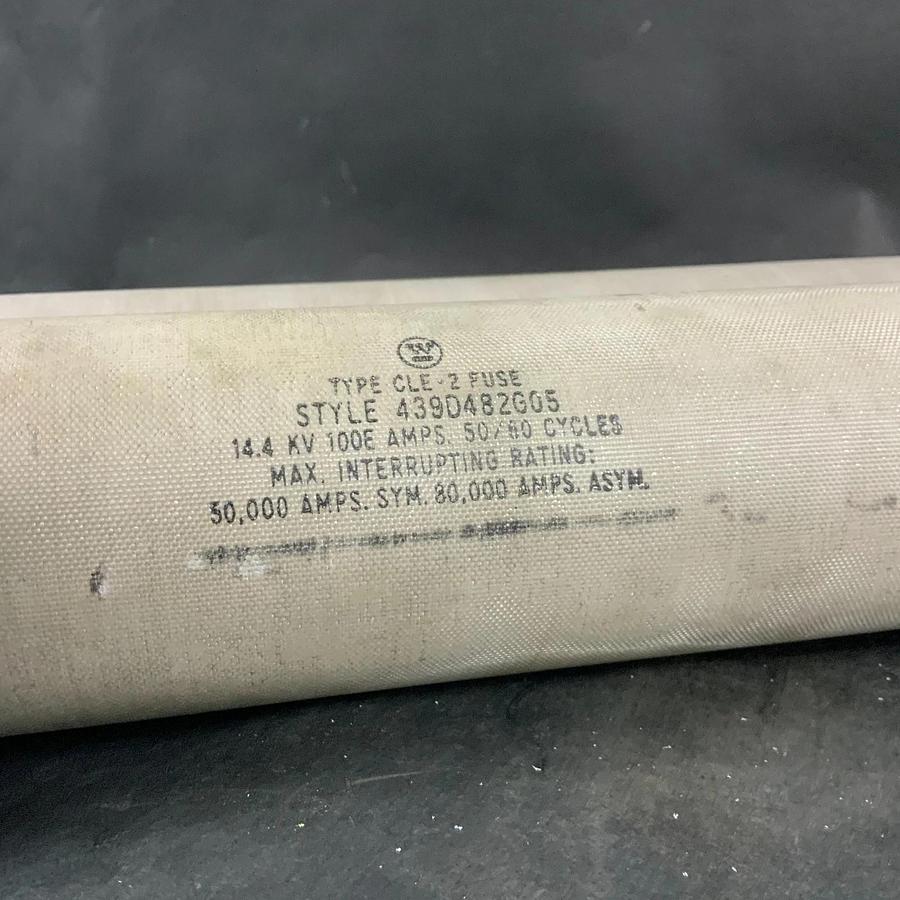 W
TYPE CLE-2 FUSE
STYLE 439D482G05
14.4 KV 100E AMPS. 50/60 CYCLES
MAX. INTERRUPTING RATING:
50,000 AMPS. SYM. 80,000 AMPS. ASYM.